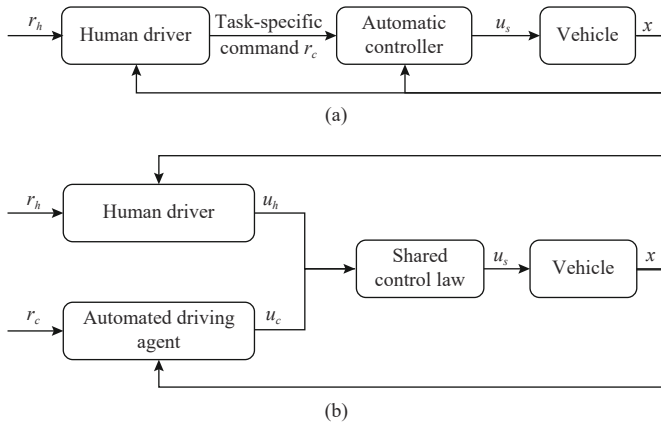 r_h
Human driver
Task-specific
command r_c
Automatic
controller
u_s
Vehicle
x
(a)
r_h
Human driver
u_h
Shared
control law
u_s
Vehicle
x
r_c
Automated driving
agent
u_c
(b)